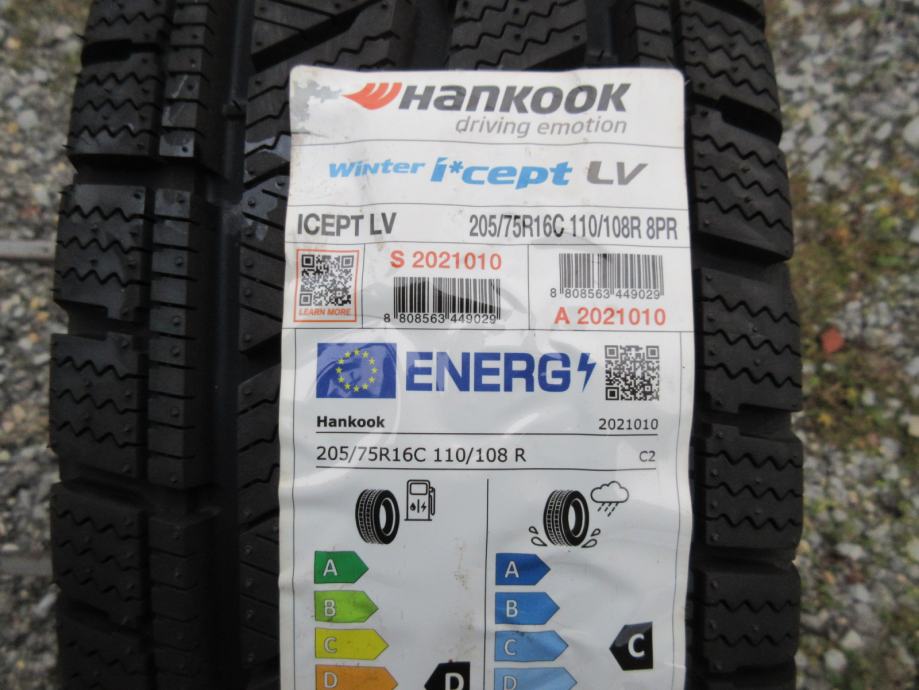 HANKOOK
driving emotion
Winter i*cept LV
ICEPT LV 205/75R16C 110/108R 8PR
LEARN MORE
S 2021010
8 808563 449029
8 808563 449029
A 2021010
ENERG
Hankook 2021010
205/75R16C 110/108 R C2
A A
B B
C C C
D D D